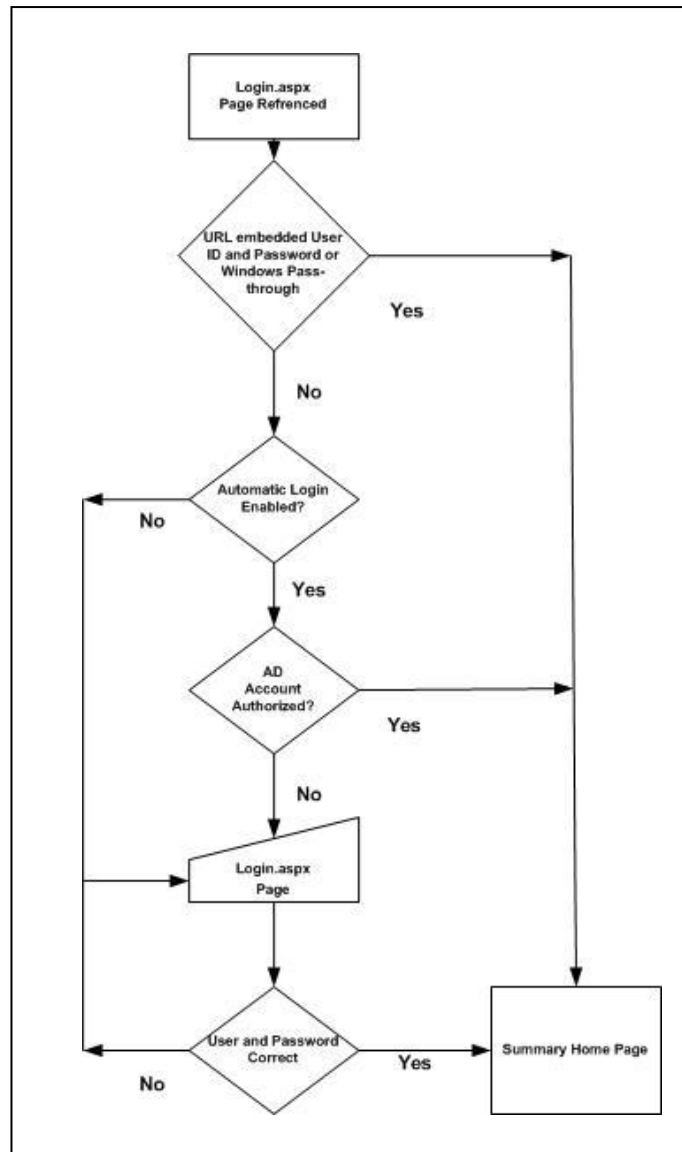 Login.aspx
Page Refrenced
URL embedded User
ID and Password or
Windows Pass-
through
Yes
No
Automatic Login
Enabled?
No
Yes
AD
Account
Authorized?
Yes
No
Login.aspx
Page
User and Password
Correct
No
Yes
Summary Home Page